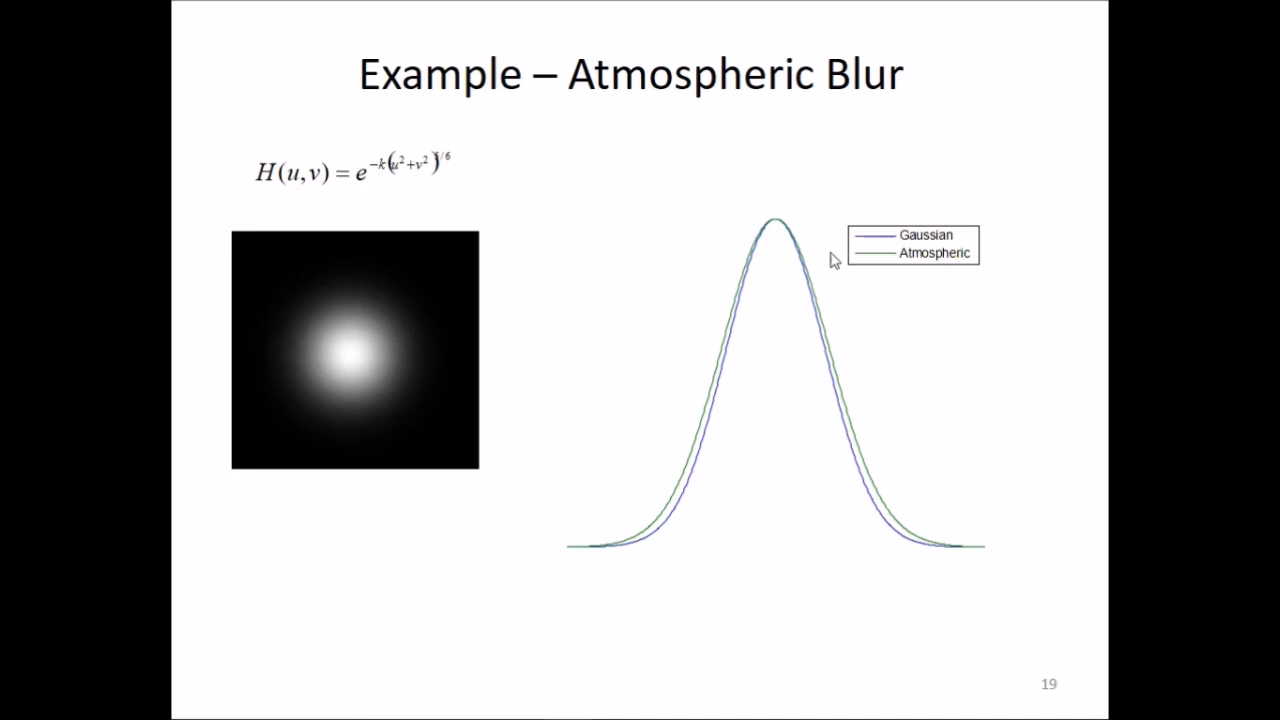 Example – Atmospheric Blur
H(u,v) = e^{-k(u²+v²)^{5/6}}
Gaussian
Atmospheric
19